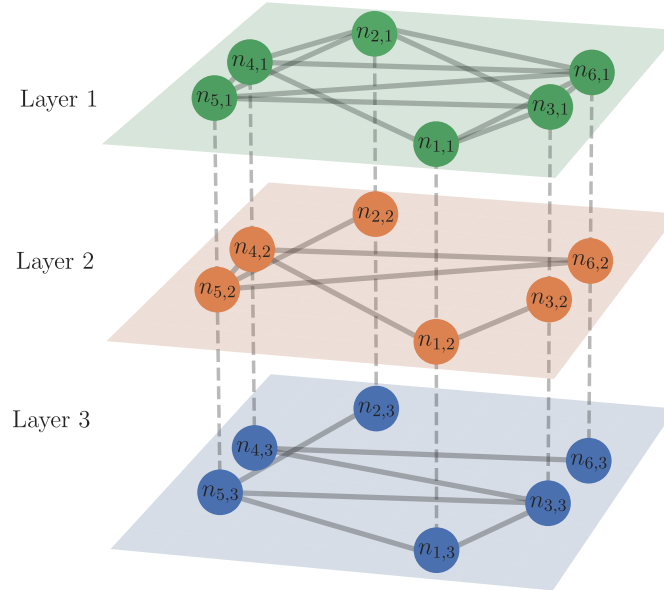 n2,1
n4,1
n6,1
Layer 1
n5,1
n3,1
n1,1
n2,2
n4,2
Layer 2
n6,2
n5,2
n3,2
n1,2
n2,3
Layer 3
n4,3
n6,3
n5,3
n3,3
n1,3